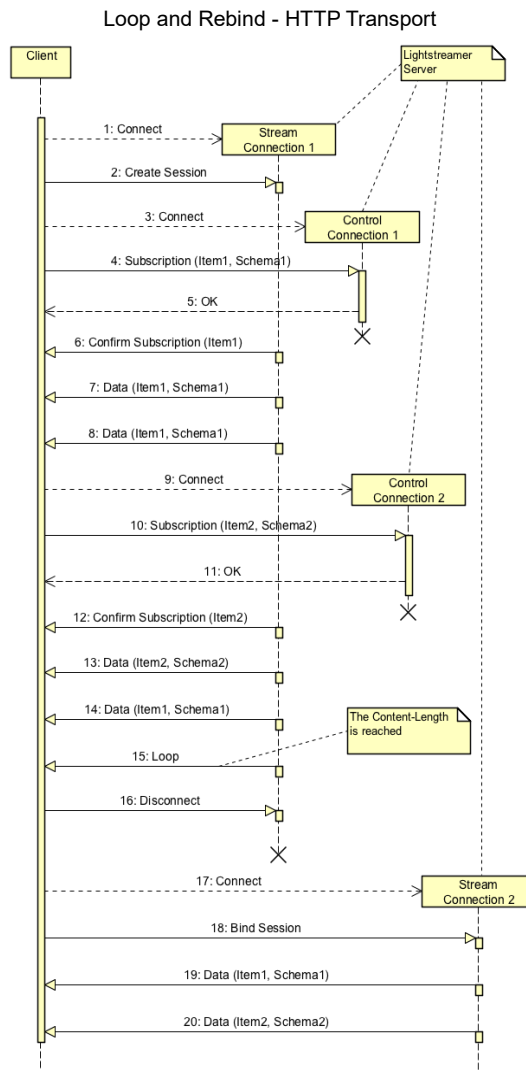 Loop and Rebind - HTTP Transport
Client
Lightstreamer
Server
1: Connect
Stream
Connection 1
2: Create Session
3: Connect
Control
Connection 1
4: Subscription (Item1, Schema1)
5: OK
6: Confirm Subscription (Item1)
7: Data (Item1, Schema1)
8: Data (Item1, Schema1)
9: Connect
Control
Connection 2
10: Subscription (Item2, Schema2)
11: OK
12: Confirm Subscription (Item2)
13: Data (Item2, Schema2)
14: Data (Item1, Schema1)
The Content-Length
is reached
15: Loop
16: Disconnect
17: Connect
Stream
Connection 2
18: Bind Session
19: Data (Item1, Schema1)
20: Data (Item2, Schema2)